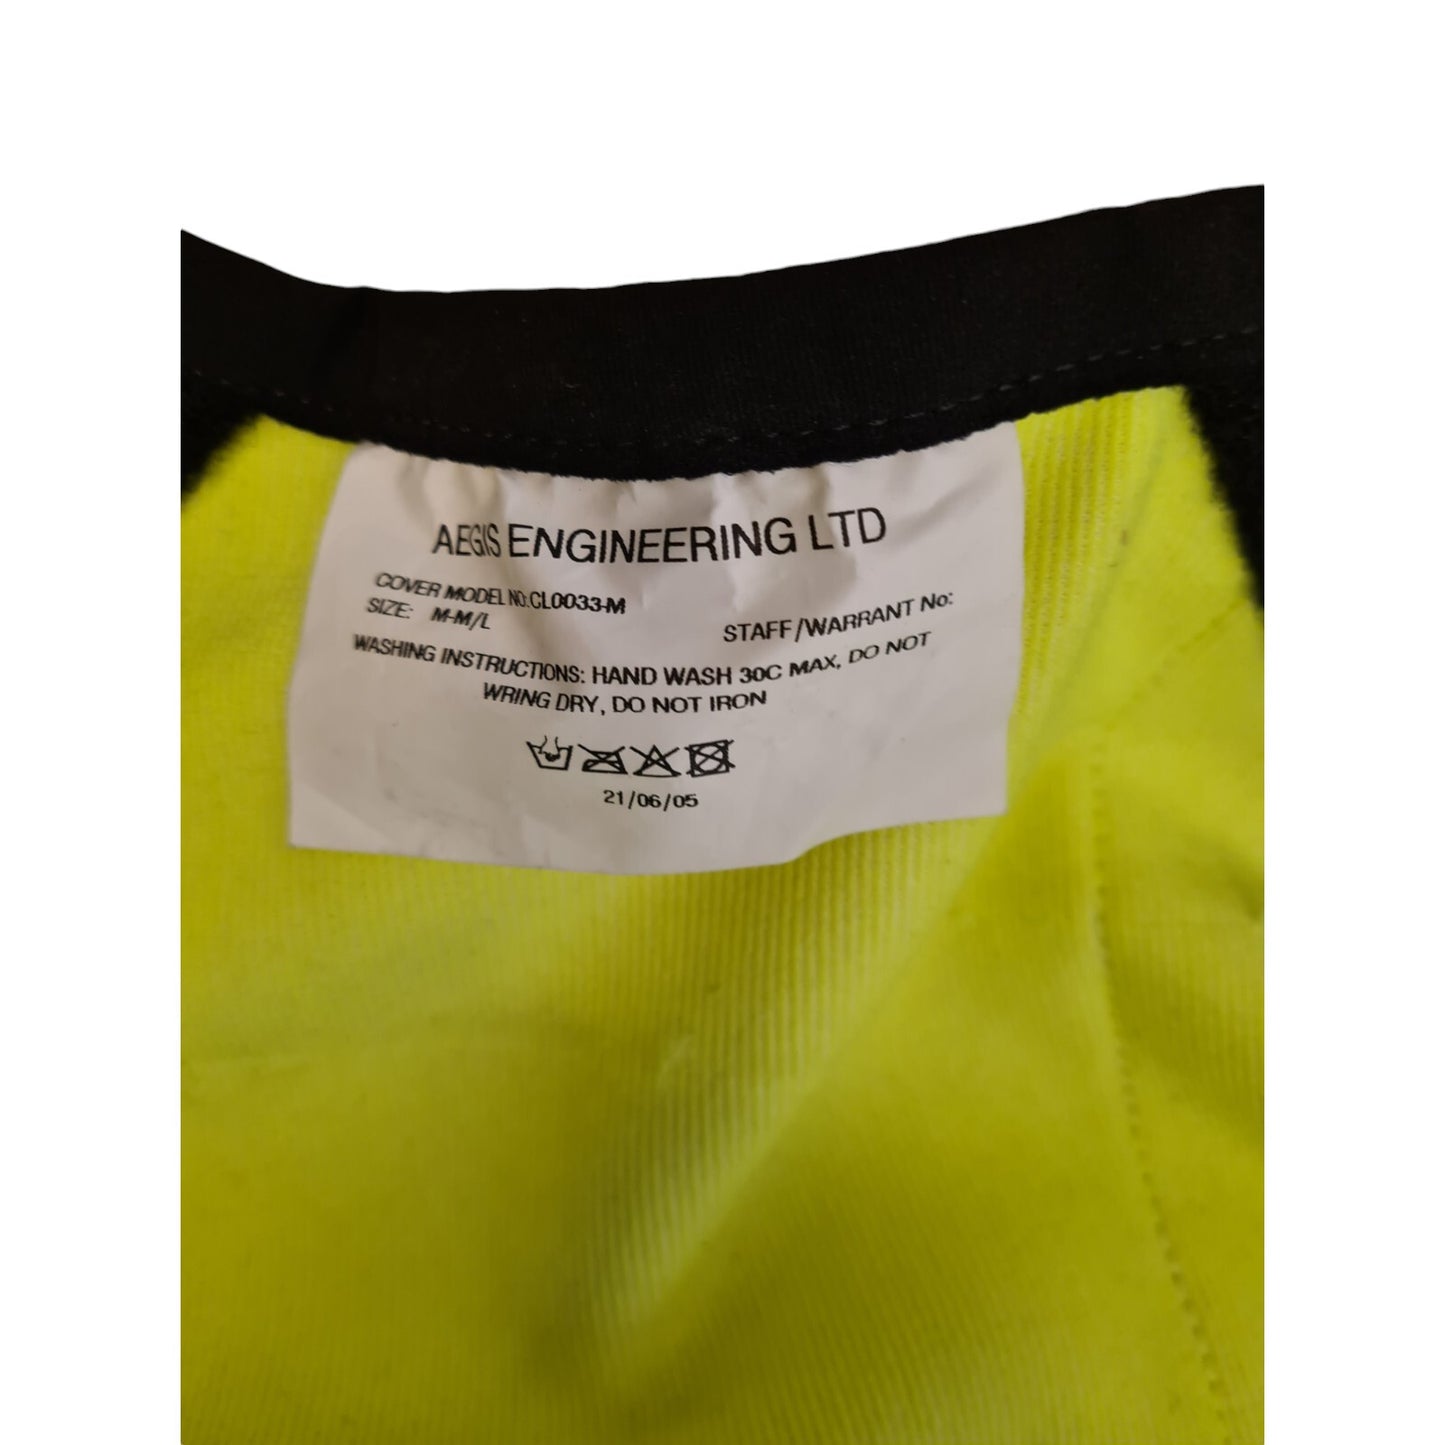 AEGIS ENGINEERING LTD
COVER MODEL NO:CL0033-M
SIZE: M-M/L
STAFF/WARRANT No:
WASHING INSTRUCTIONS: HAND WASH 30C MAX, DO NOT
WRING DRY, DO NOT IRON
21/06/05